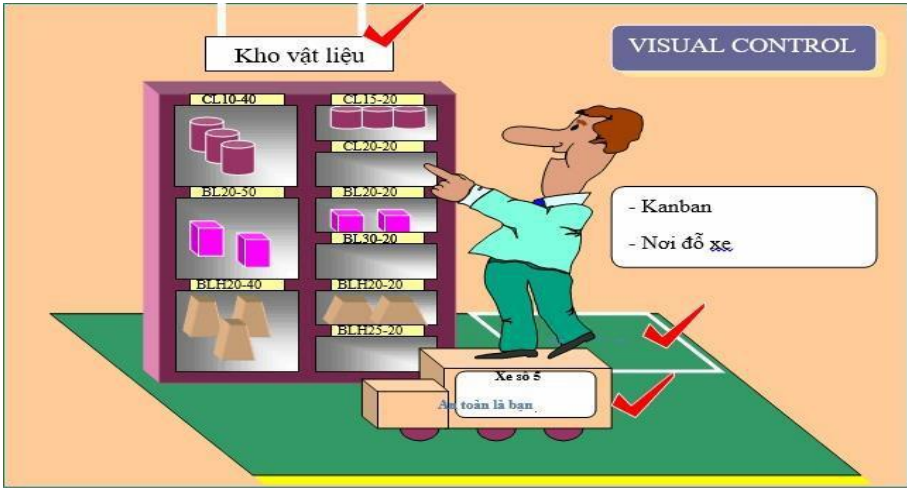 Kho vật liệu
VISUAL CONTROL
CL10-40
CL15-20
CL20-20
BL20-50
BL20-20
BL30-20
BLH20-40
BLH20-20
BLH25-20
- Kanban
- Nơi đỗ xe
Xe số 5
An toàn là bạn